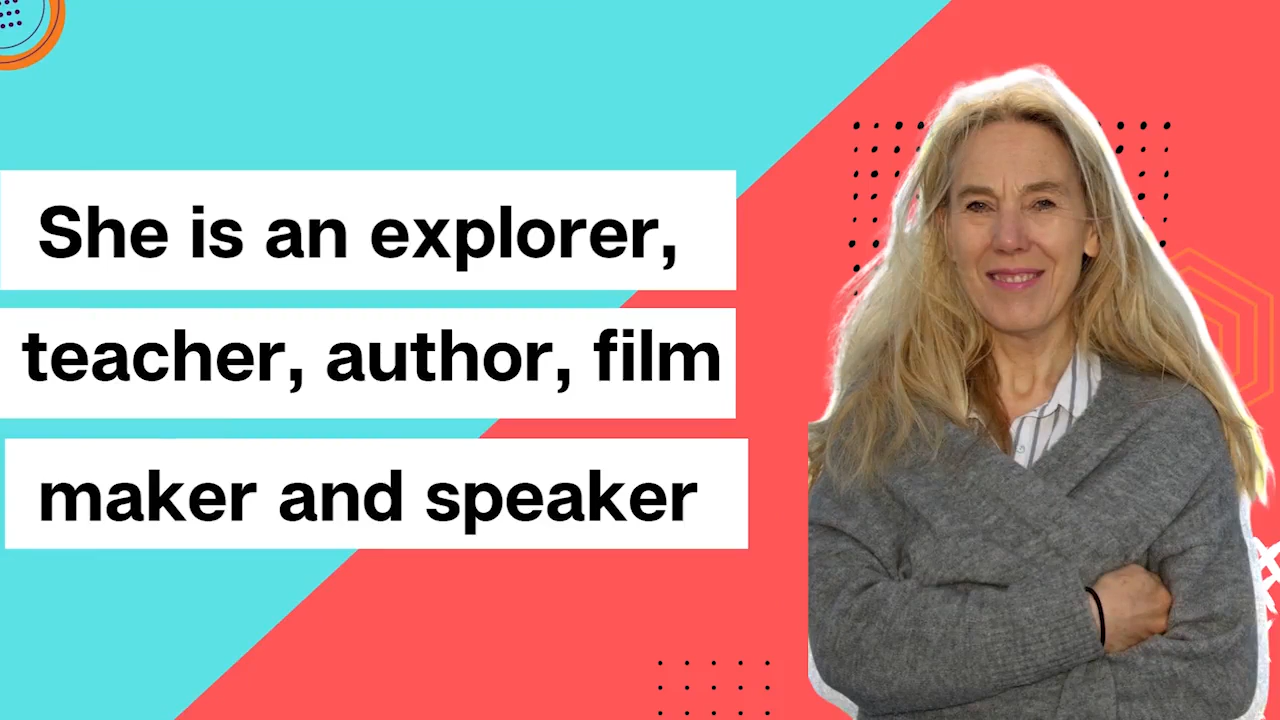 She is an explorer,
teacher, author, film
maker and speaker